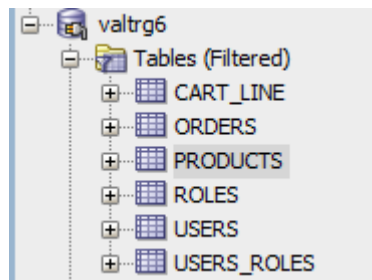 valtrg6
Tables (Filtered)
CART_LINE
ORDERS
PRODUCTS
ROLES
USERS
USERS_ROLES